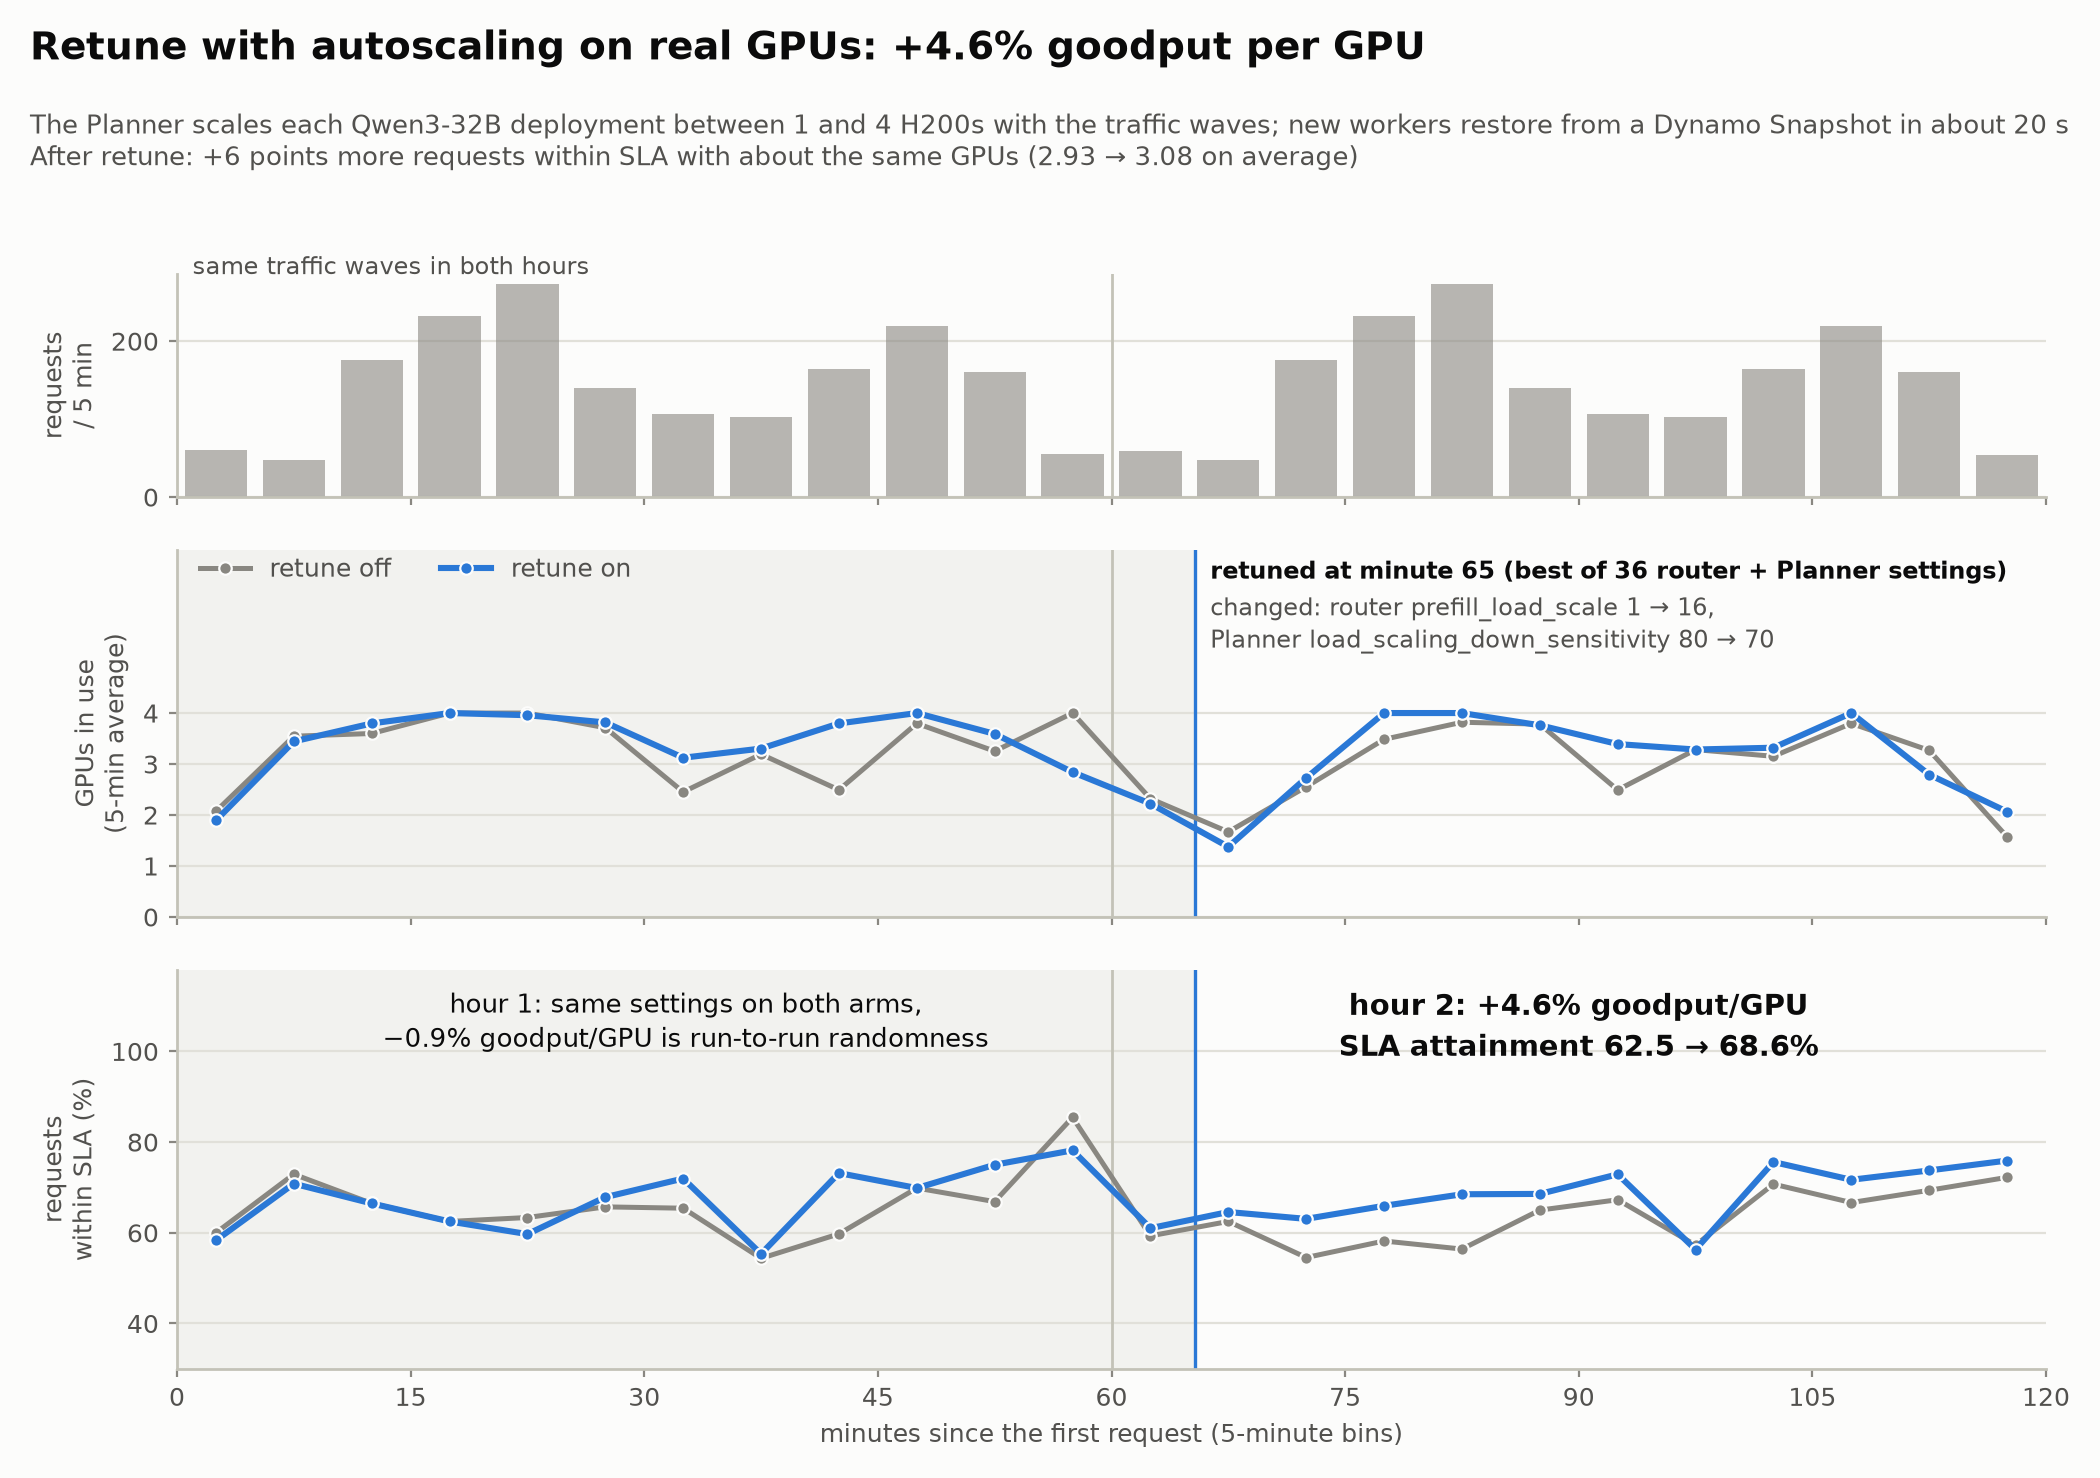 Retune with autoscaling on real GPUs: +4.6% goodput per GPU
The Planner scales each Qwen3-32B deployment between 1 and 4 H200s with the traffic waves; new workers restore from a Dynamo Snapshot in about 20 s
After retune: +6 points more requests within SLA with about the same GPUs (2.93 → 3.08 on average)
same traffic waves in both hours
requests
/ 5 min
200
0
retune off
retune on
retuned at minute 65 (best of 36 router + Planner settings)
changed: router prefill_load_scale 1 → 16,
Planner load_scaling_down_sensitivity 80 → 70
GPUs in use
(5-min average)
4
3
2
1
0
hour 1: same settings on both arms,
−0.9% goodput/GPU is run-to-run randomness
hour 2: +4.6% goodput/GPU
SLA attainment 62.5 → 68.6%
requests
within SLA (%)
100
80
60
40
0 15 30 45 60 75 90 105 120
minutes since the first request (5-minute bins)